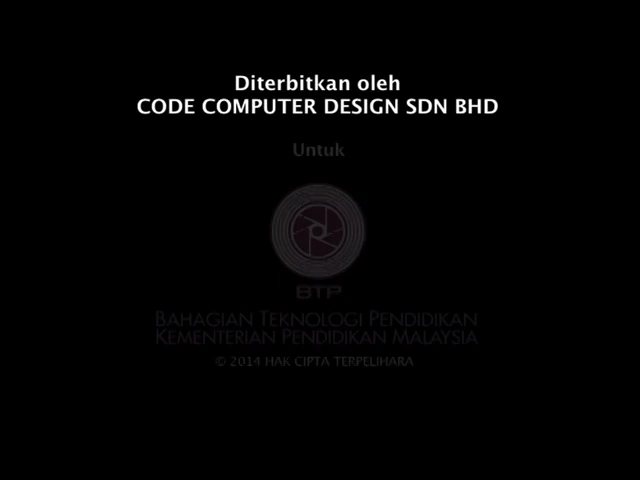 Diterbitkan oleh
CODE COMPUTER DESIGN SDN BHD
Untuk
BTP
BAHAGIAN TEKNOLOGI PENDIDIKAN
KEMENTERIAN PENDIDIKAN MALAYSIA
© 2014 HAK CIPTA TERPELIHARA